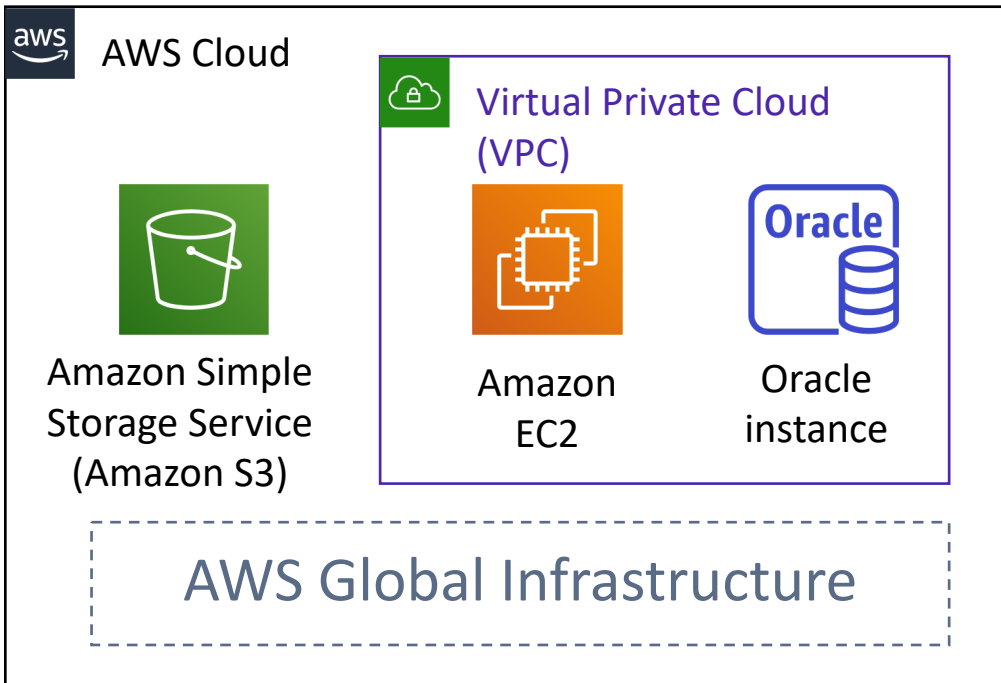 aws
AWS Cloud
Virtual Private Cloud
(VPC)
Oracle
Amazon Simple
Storage Service
(Amazon S3)
Amazon
EC2
Oracle
instance
AWS Global Infrastructure